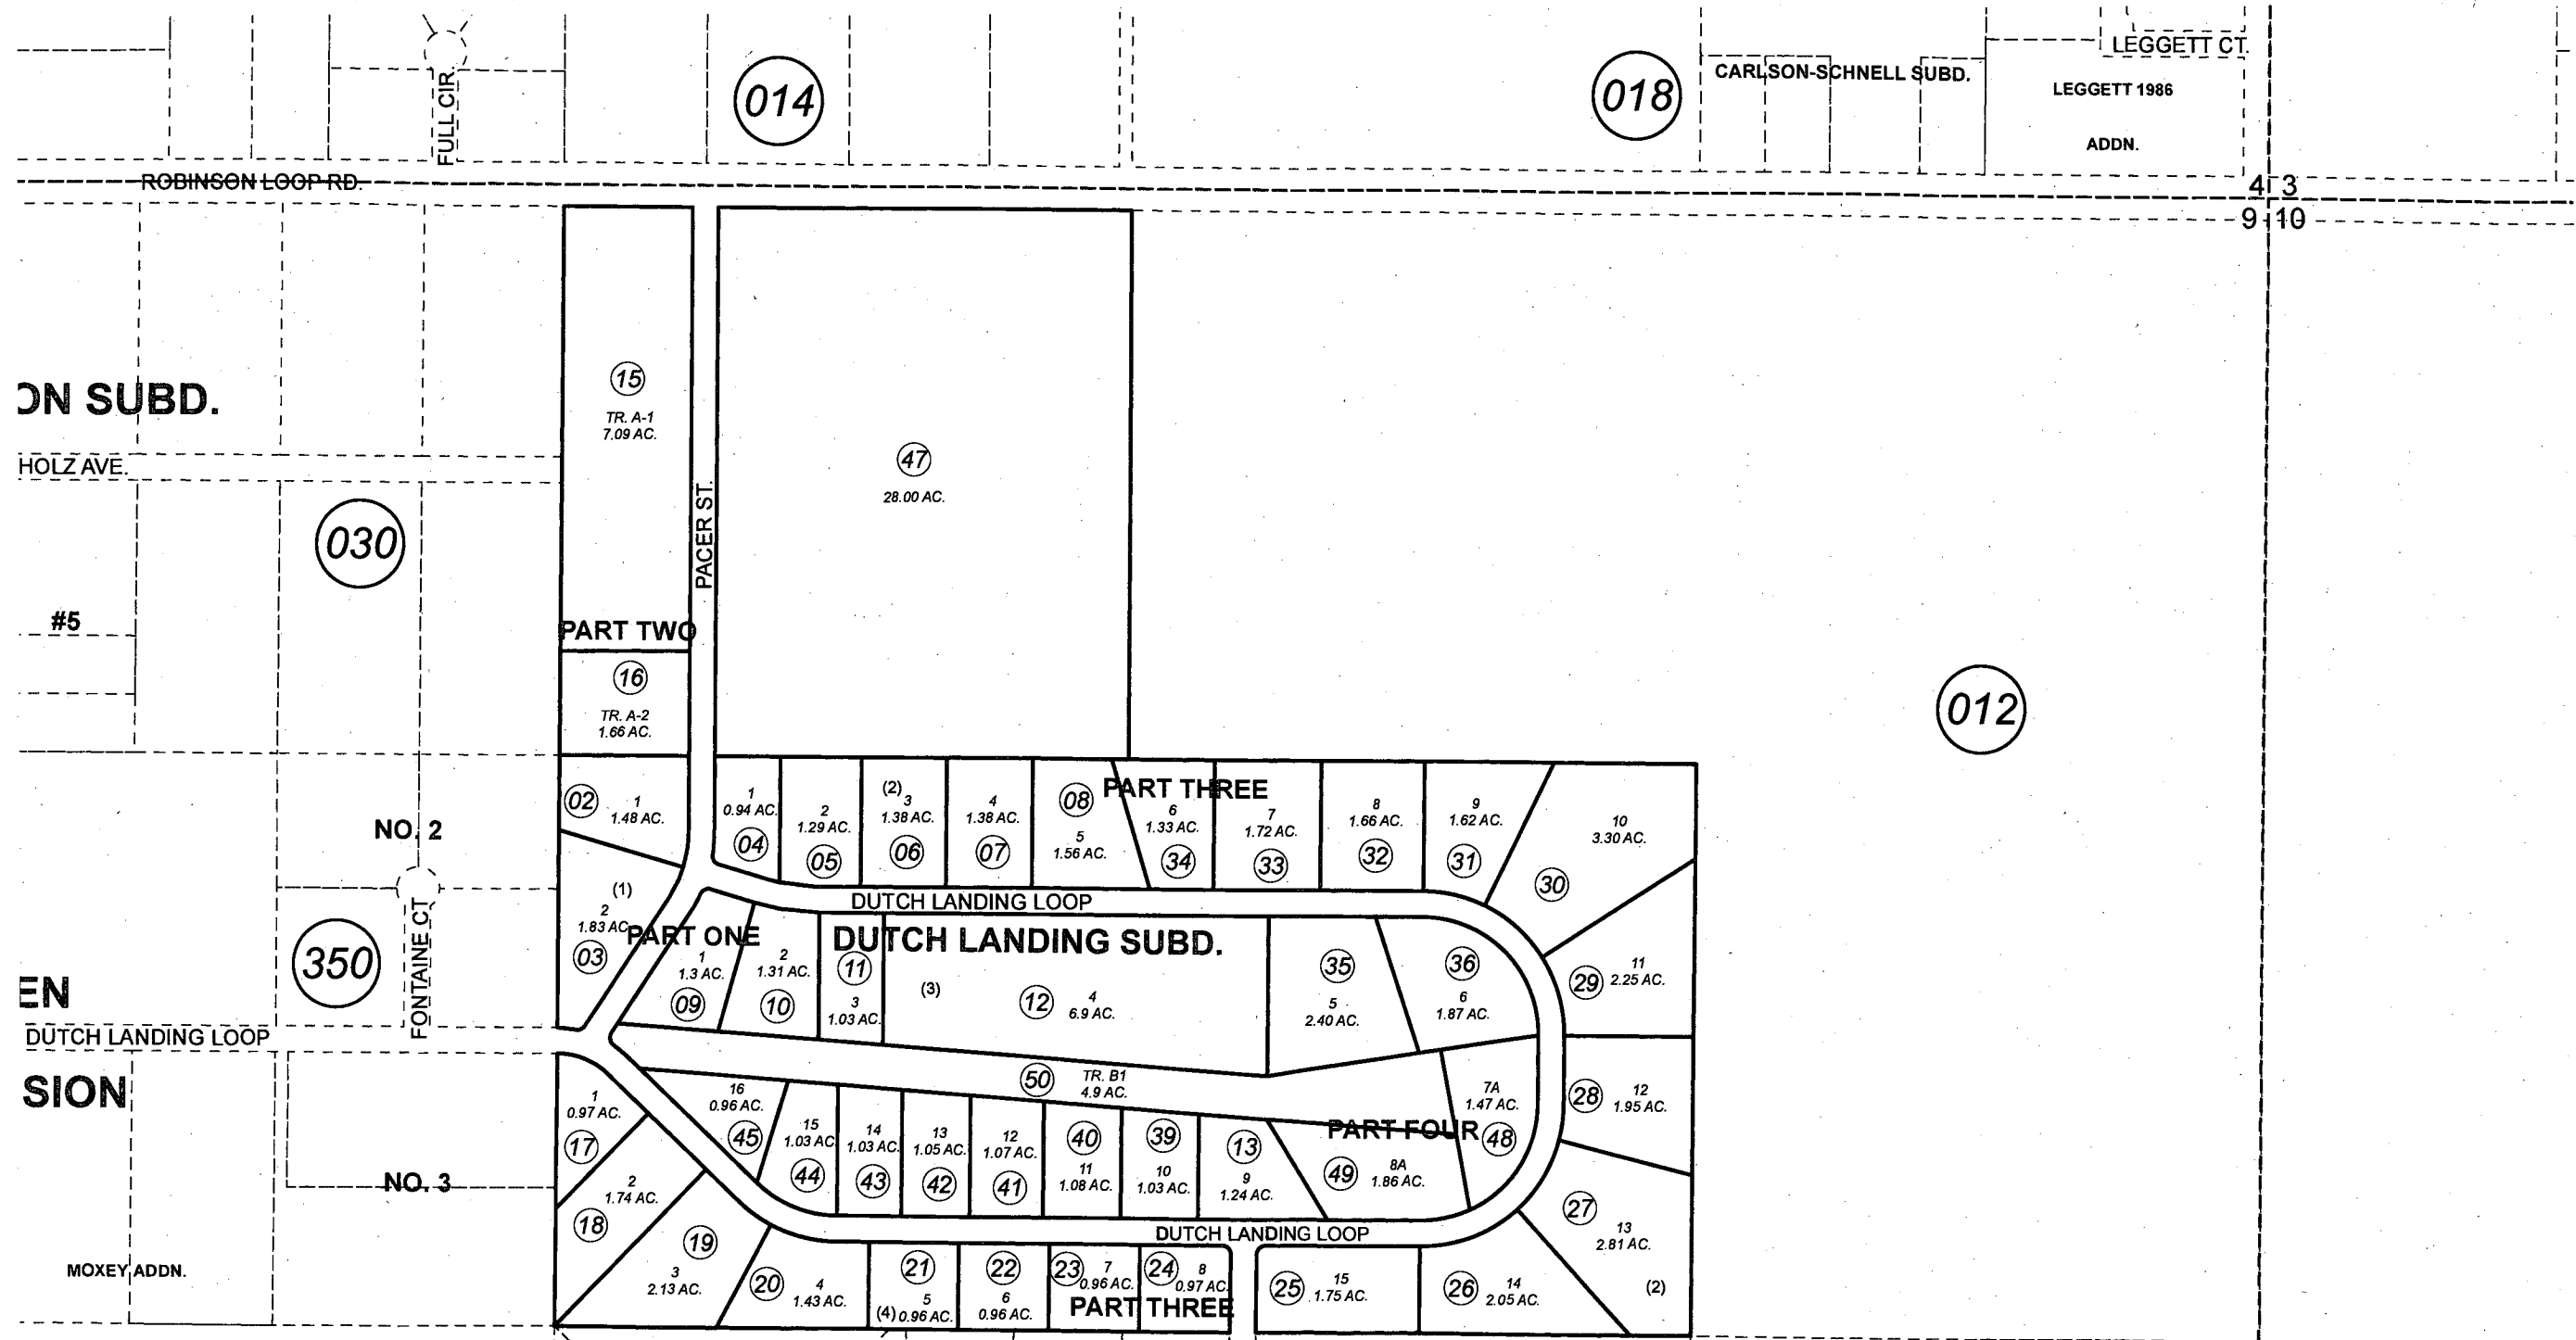 FULL CIR.
014
018
CARLSON-SCHNELL SUBD.
LEGGETT CT.
LEGGETT 1986
ADDN.
ROBINSON LOOP RD.
4 3
9 10
ON SUBD.
HOLZ AVE.
030
#5
15
TR. A-1
7.09 AC.
PACER ST.
47
28.00 AC.
PART TWO
16
TR. A-2
1.66 AC.
012
NO. 2
02
1
1.48 AC.
1
0.94 AC.
04
2
1.29 AC.
05
(2)
3
1.38 AC.
06
4
1.38 AC.
07
08
5
1.56 AC.
PART THREE
6
1.33 AC.
34
7
1.72 AC.
33
8
1.66 AC.
32
9
1.62 AC.
31
10
3.30 AC.
30
(1)
2
1.83 AC.
03
DUTCH LANDING LOOP
350
FONTAINE CT
EN
DUTCH LANDING LOOP
SION
PART ONE
DUTCH LANDING SUBD.
1
1.3 AC.
09
2
1.31 AC.
10
11
3
1.03 AC.
(3)
12
4
6.9 AC.
35
5
2.40 AC.
36
6
1.87 AC.
29
11
2.25 AC.
50
TR. B1
4.9 AC.
28
12
1.95 AC.
1
0.97 AC.
17
16
0.96 AC.
45
15
1.03 AC.
44
14
1.03 AC.
43
13
1.05 AC.
42
12
1.07 AC.
41
40
11
1.08 AC.
39
10
1.03 AC.
13
9
1.24 AC.
PART FOUR
49
8A
1.86 AC.
7A
1.47 AC.
48
NO. 3
2
1.74 AC.
18
27
13
2.81 AC.
(2)
DUTCH LANDING LOOP
MOXEY ADDN.
19
3
2.13 AC.
20
4
1.43 AC.
21
5
(4) 0.96 AC.
22
6
0.96 AC.
23
7
0.96 AC.
24
8
0.97 AC.
PART THREE
25
15
1.75 AC.
26
14
2.05 AC.